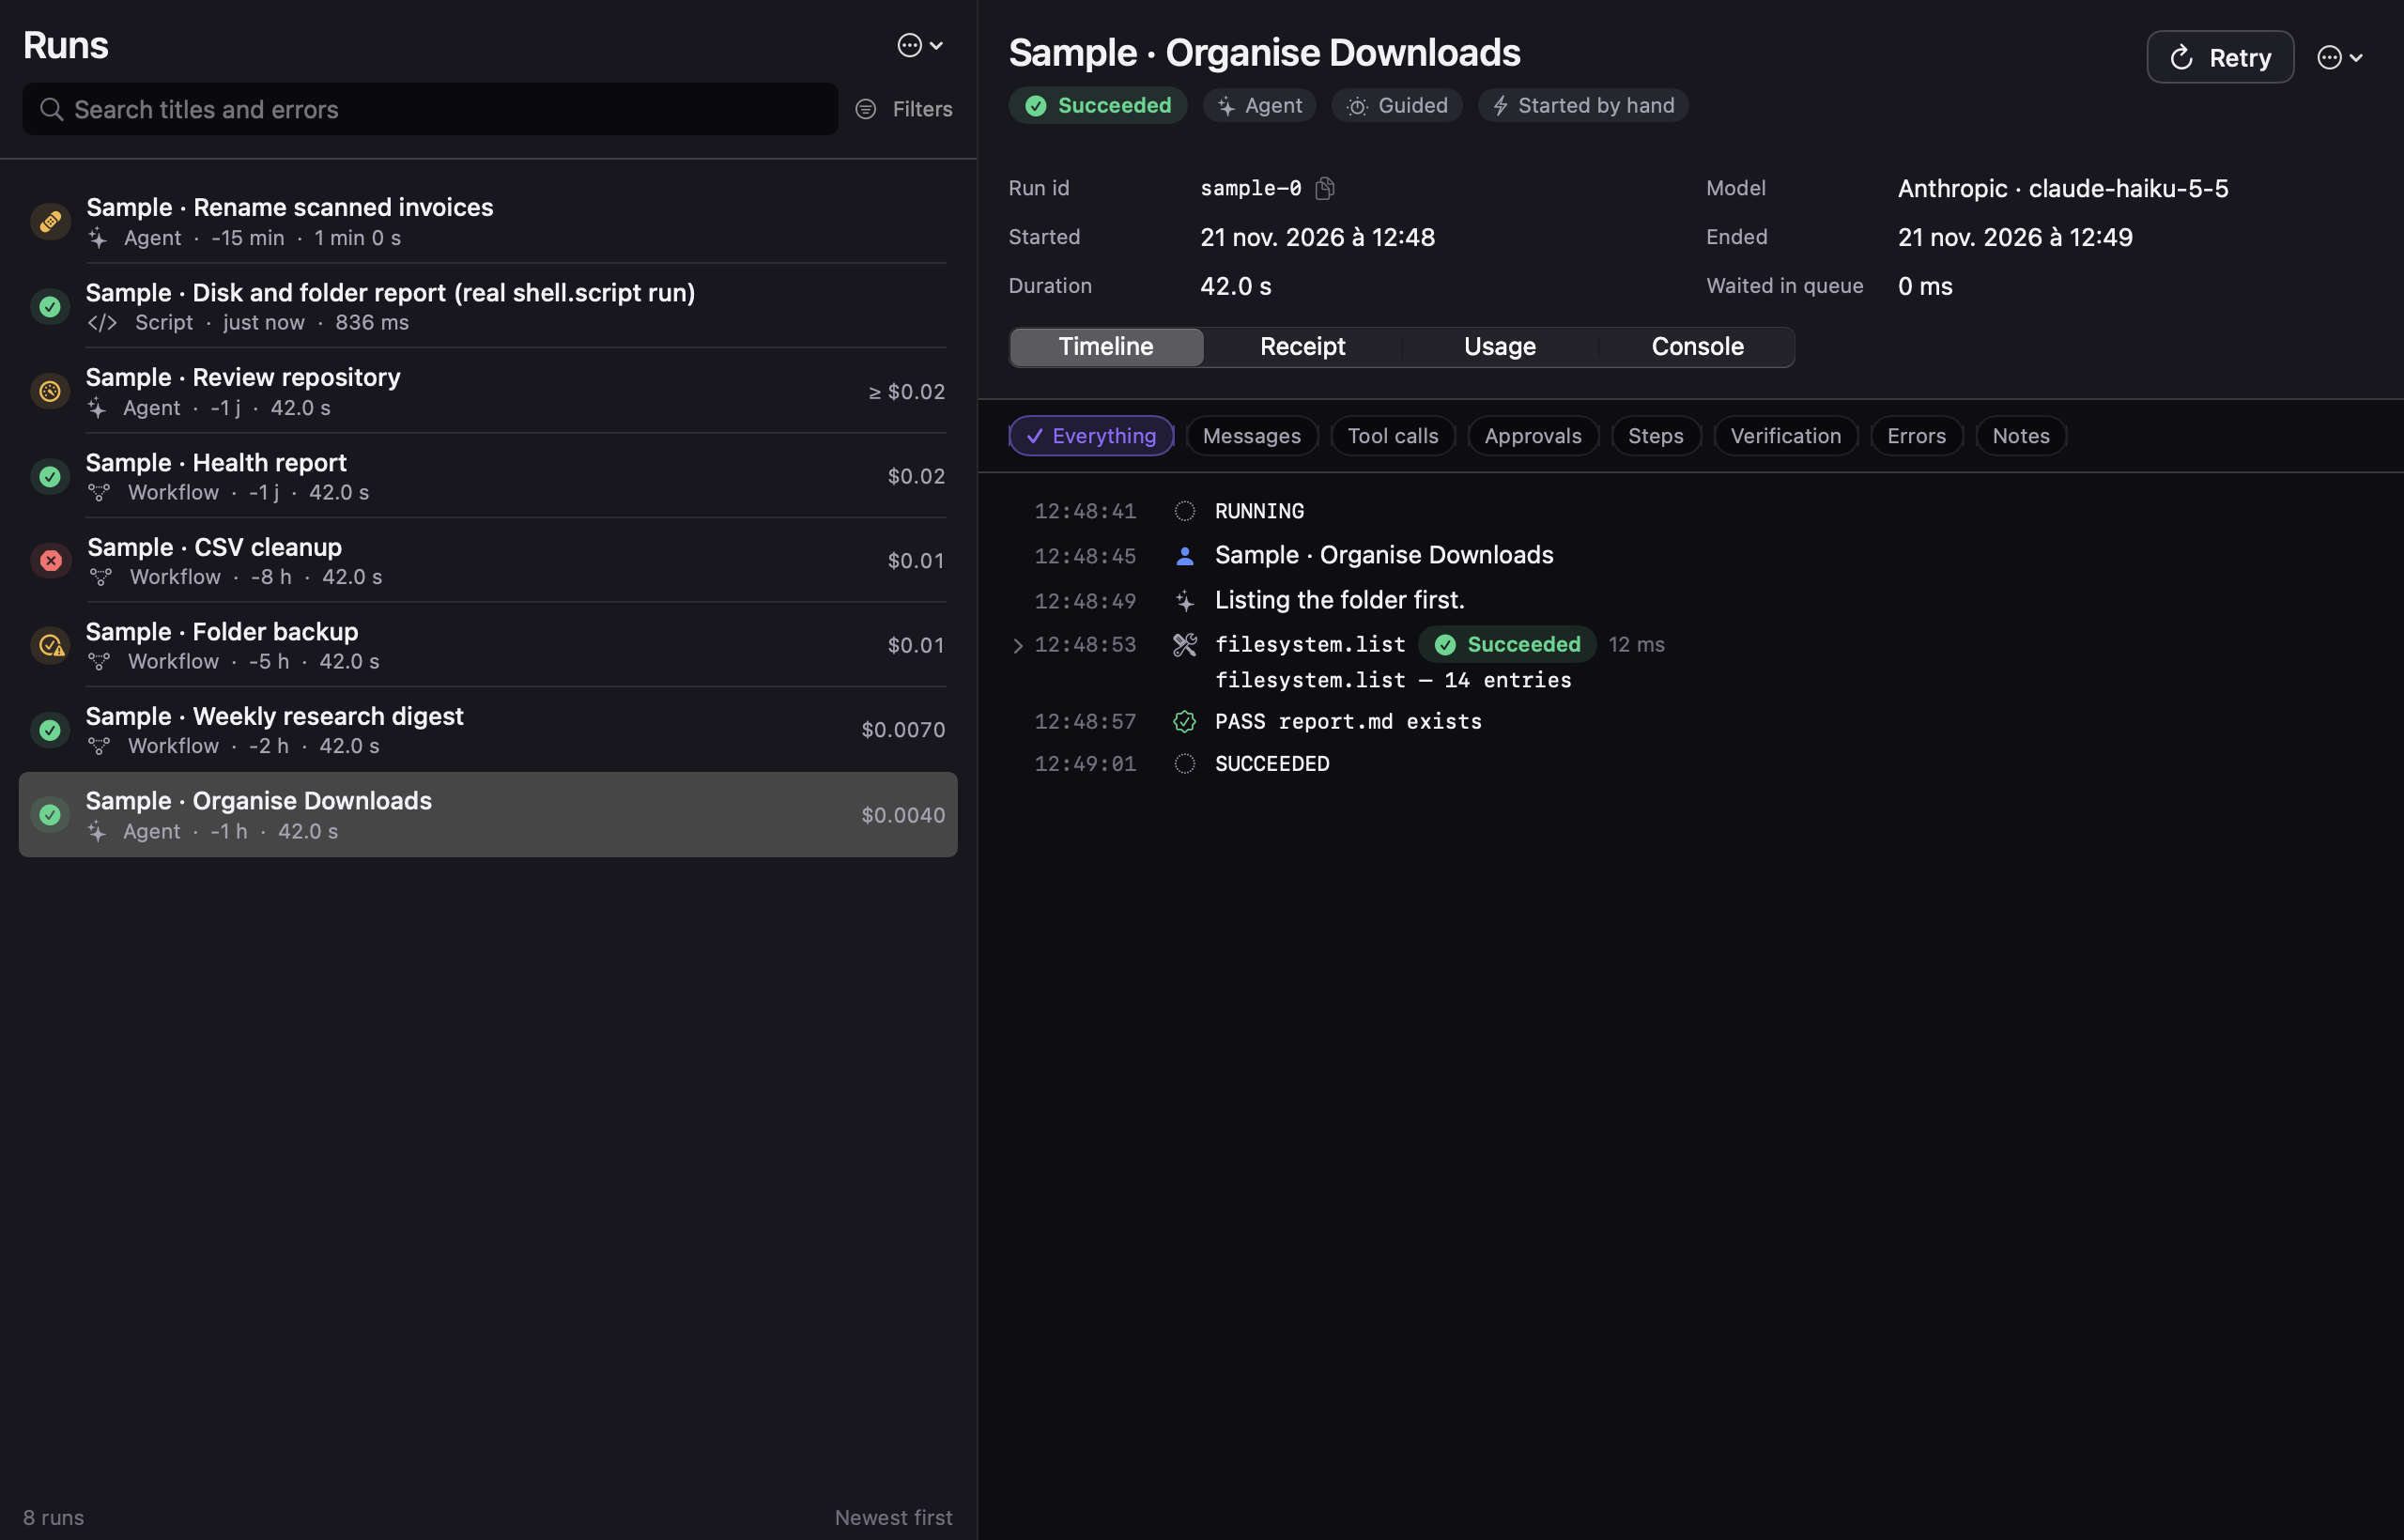 Runs
Search titles and errors
Filters
Sample · Rename scanned invoices
Agent · -15 min · 1 min 0 s
Sample · Disk and folder report (real shell.script run)
Script · just now · 836 ms
Sample · Review repository
Agent · -1 j · 42.0 s
≥ $0.02
Sample · Health report
Workflow · -1 j · 42.0 s
$0.02
Sample · CSV cleanup
Workflow · -8 h · 42.0 s
$0.01
Sample · Folder backup
Workflow · -5 h · 42.0 s
$0.01
Sample · Weekly research digest
Workflow · -2 h · 42.0 s
$0.0070
Sample · Organise Downloads
Agent · -1 h · 42.0 s
$0.0040
8 runs
Newest first
Sample · Organise Downloads
Retry
Succeeded Agent Guided Started by hand
Run id sample-0 Model Anthropic · claude-haiku-5-5
Started 21 nov. 2026 à 12:48 Ended 21 nov. 2026 à 12:49
Duration 42.0 s Waited in queue 0 ms
Timeline Receipt Usage Console
Everything Messages Tool calls Approvals Steps Verification Errors Notes
12:48:41 RUNNING
12:48:45 Sample · Organise Downloads
12:48:49 Listing the folder first.
12:48:53 filesystem.list Succeeded 12 ms
filesystem.list — 14 entries
12:48:57 PASS report.md exists
12:49:01 SUCCEEDED